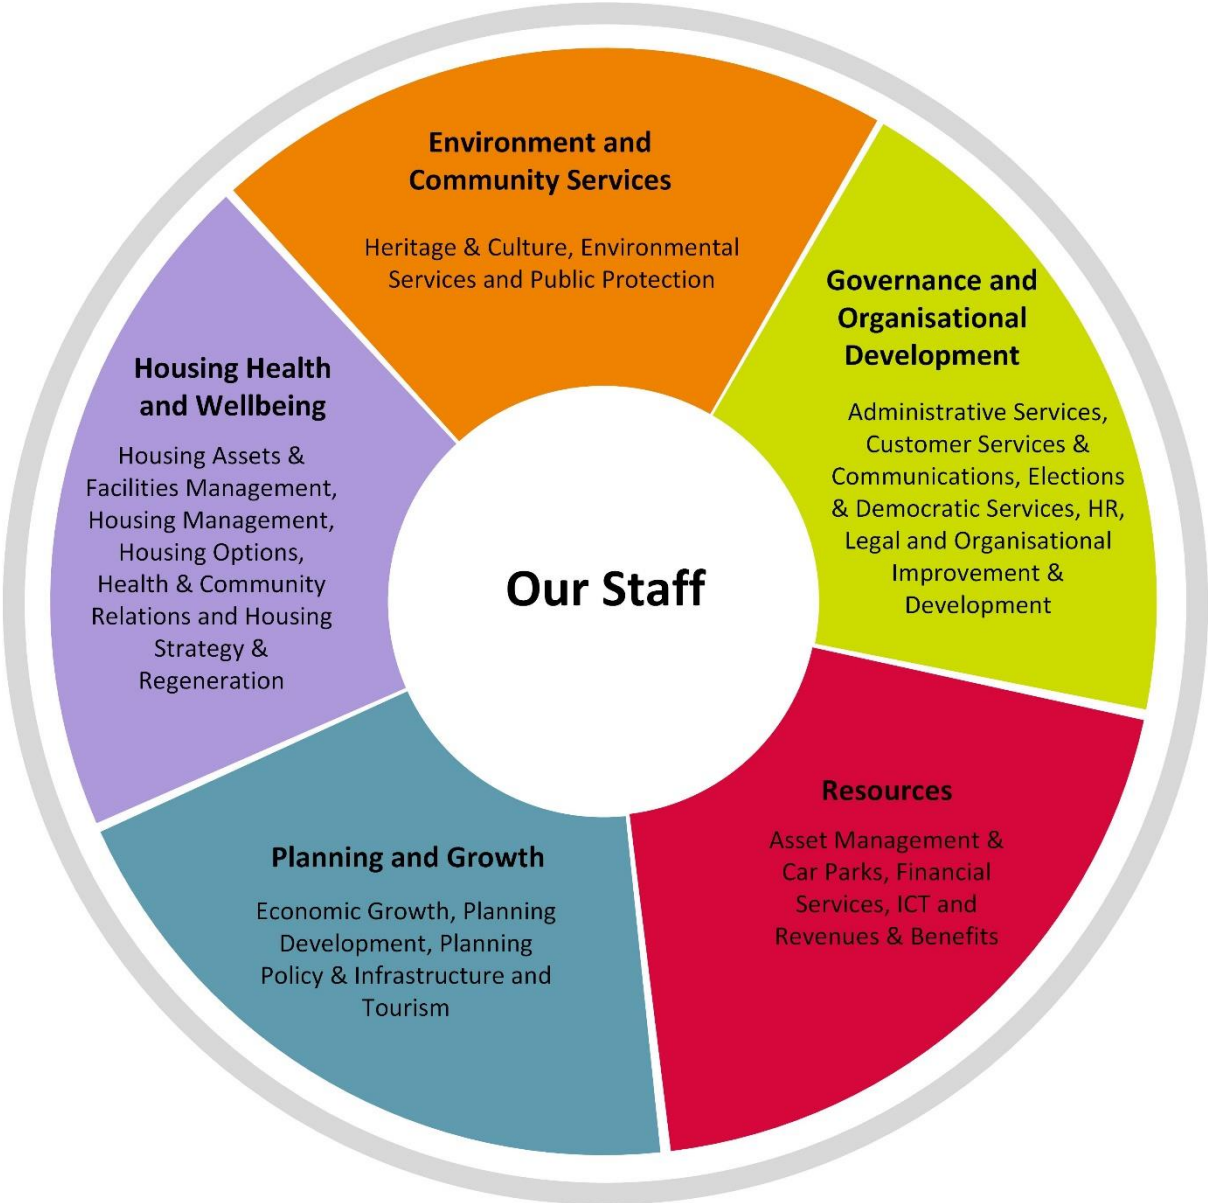 Environment and
Community Services
Heritage & Culture, Environmental
Services and Public Protection
Governance and
Organisational
Development
Administrative Services,
Customer Services &
Communications, Elections
& Democratic Services, HR,
Legal and Organisational
Improvement &
Development
Housing Health
and Wellbeing
Housing Assets &
Facilities Management,
Housing Management,
Housing Options,
Health & Community
Relations and Housing
Strategy &
Regeneration
Our Staff
Resources
Asset Management &
Car Parks, Financial
Services, ICT and
Revenues & Benefits
Planning and Growth
Economic Growth, Planning
Development, Planning
Policy & Infrastructure and
Tourism